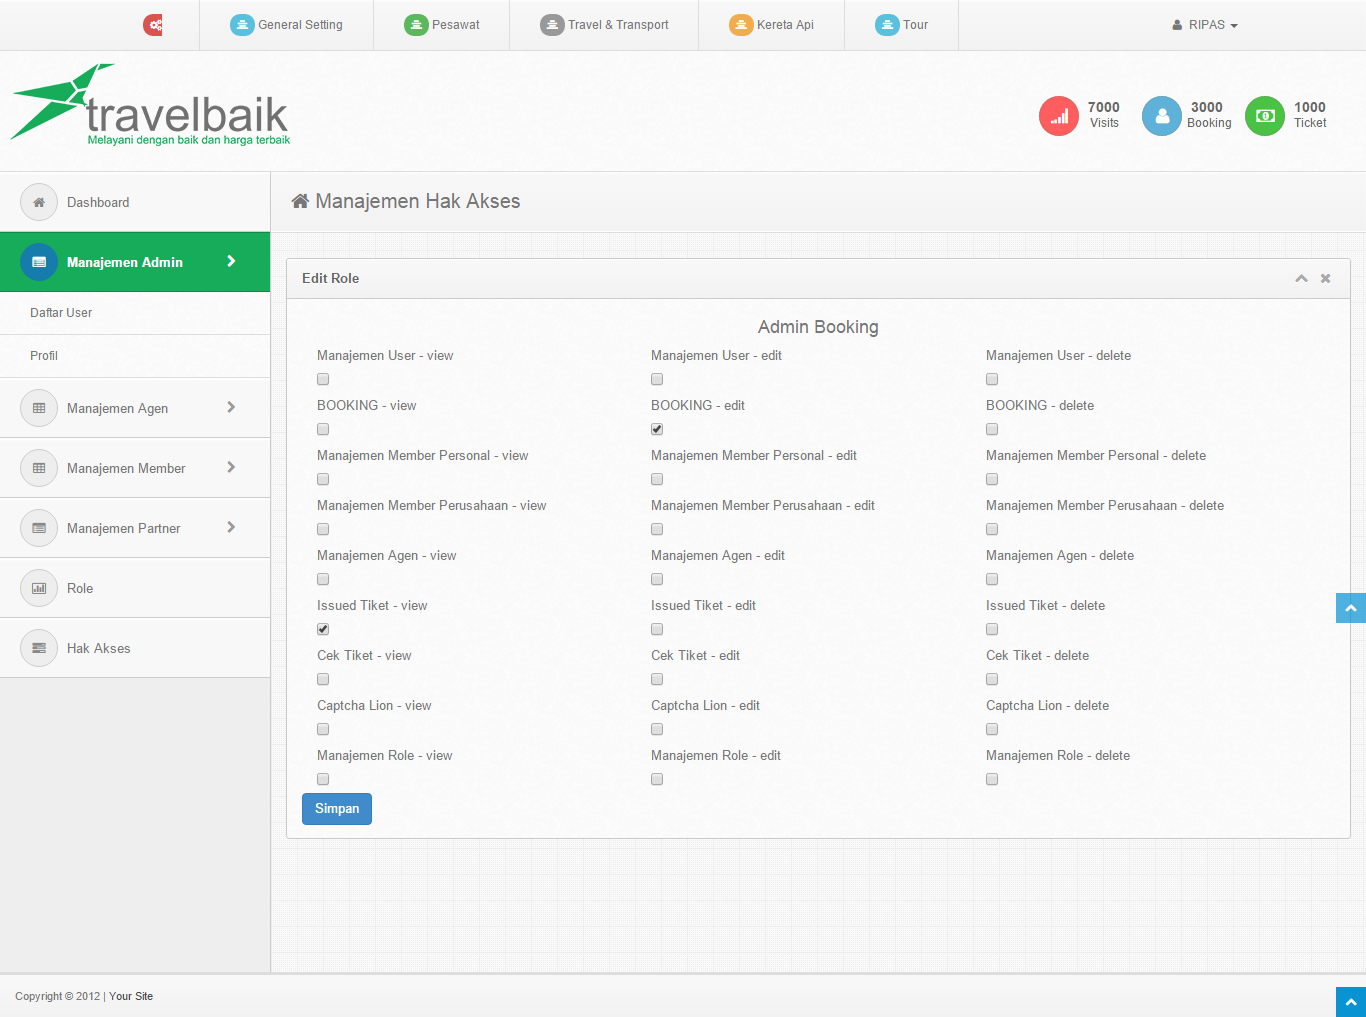 General Setting
Pesawat
Travel & Transport
Kereta Api
Tour
RIPAS
travelbaik
Melayani dengan baik dan harga terbaik
7000
Visits
3000
Booking
1000
Ticket
Dashboard
Manajemen Admin
Daftar User
Profil
Manajemen Agen
Manajemen Member
Manajemen Partner
Role
Hak Akses
Manajemen Hak Akses
Edit Role
Admin Booking
Manajemen User - view
Manajemen User - edit
Manajemen User - delete
BOOKING - view
BOOKING - edit
BOOKING - delete
Manajemen Member Personal - view
Manajemen Member Personal - edit
Manajemen Member Personal - delete
Manajemen Member Perusahaan - view
Manajemen Member Perusahaan - edit
Manajemen Member Perusahaan - delete
Manajemen Agen - view
Manajemen Agen - edit
Manajemen Agen - delete
Issued Tiket - view
Issued Tiket - edit
Issued Tiket - delete
Cek Tiket - view
Cek Tiket - edit
Cek Tiket - delete
Captcha Lion - view
Captcha Lion - edit
Captcha Lion - delete
Manajemen Role - view
Manajemen Role - edit
Manajemen Role - delete
Simpan
Copyright © 2012 | Your Site